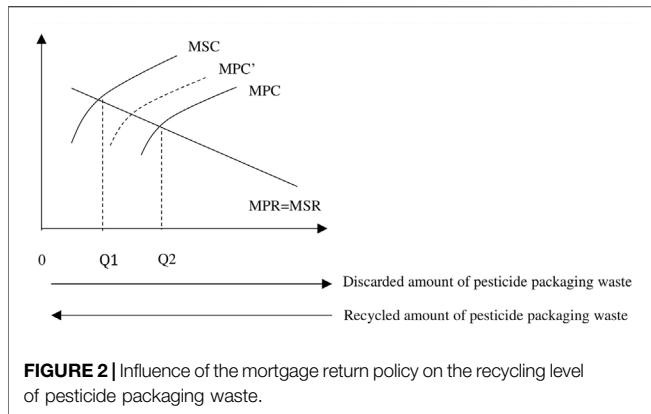 MSC
MPC'
MPC
MPR=MSR
0
Q1
Q2
Discarded amount of pesticide packaging waste
Recycled amount of pesticide packaging waste
FIGURE 2 | Influence of the mortgage return policy on the recycling level
of pesticide packaging waste.